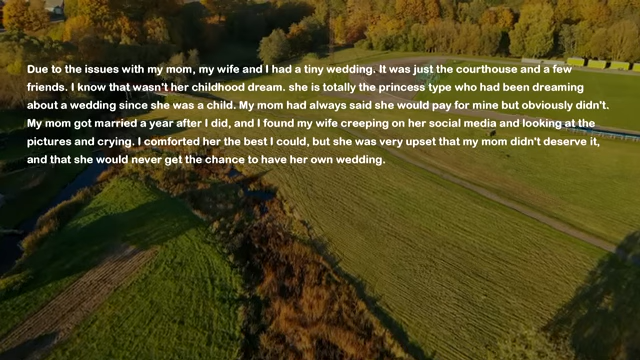 Due to the issues with my mom, my wife and I had a tiny wedding. It was just the courthouse and a few
friends. I know that wasn't her childhood dream. she is totally the princess type who had been dreaming
about a wedding since she was a child. My mom had always said she would pay for mine but obviously didn't.
My mom got married a year after I did, and I found my wife creeping on her social media and looking at the
pictures and crying. I comforted her the best I could, but she was very upset that my mom didn't deserve it,
and that she would never get the chance to have her own wedding.